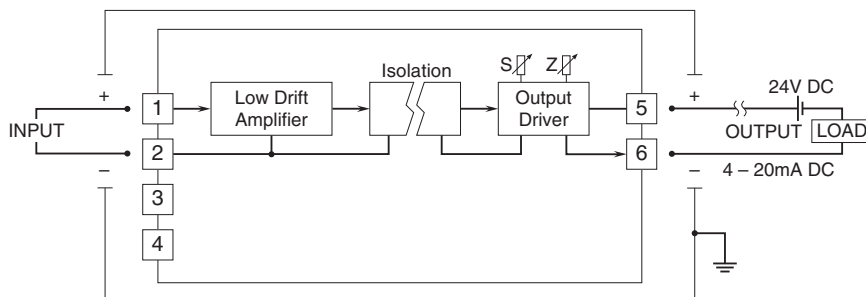 Isolation
S Z
24V DC
+ 1 Low Drift
Amplifier
Output
Driver
5 +
INPUT
OUTPUT LOAD
– 2 6 –
4 – 20mA DC
3
4